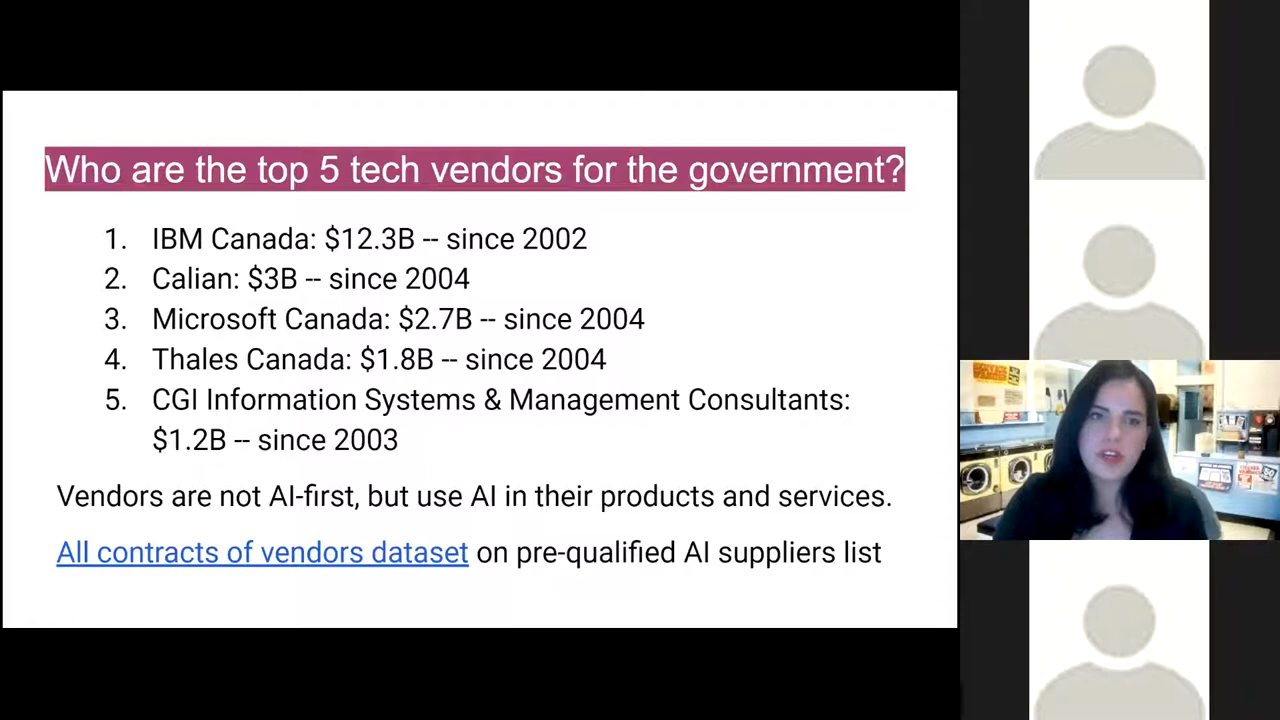 Who are the top 5 tech vendors for the government?
1. IBM Canada: $12.3B -- since 2002
2. Calian: $3B -- since 2004
3. Microsoft Canada: $2.7B -- since 2004
4. Thales Canada: $1.8B -- since 2004
5. CGI Information Systems & Management Consultants:
$1.2B -- since 2003
Vendors are not AI-first, but use AI in their products and services.
All contracts of vendors dataset on pre-qualified AI suppliers list